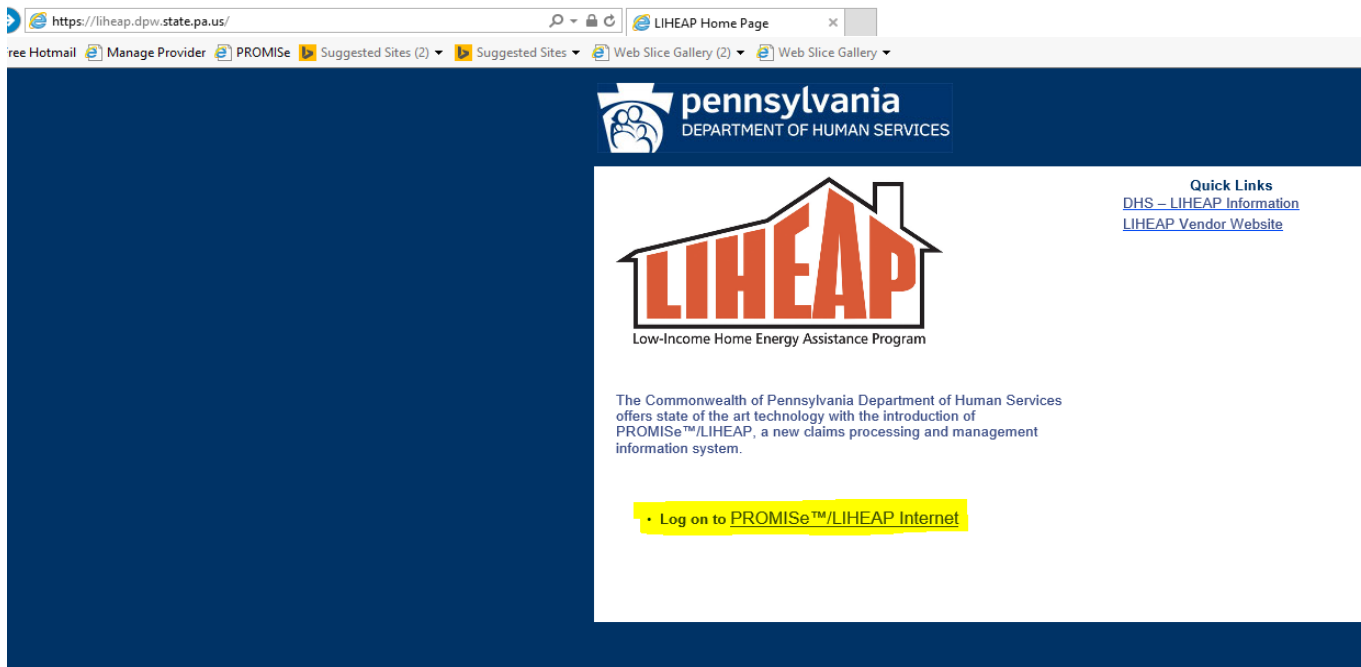 https://liheap.dpw.state.pa.us/
LIHEAP Home Page
ree Hotmail Manage Provider PROMISe Suggested Sites (2) Suggested Sites Web Slice Gallery (2) Web Slice Gallery
pennsylvania
DEPARTMENT OF HUMAN SERVICES
LIHEAP
Low-Income Home Energy Assistance Program
Quick Links
DHS – LIHEAP Information
LIHEAP Vendor Website
The Commonwealth of Pennsylvania Department of Human Services
offers state of the art technology with the introduction of
PROMISe™/LIHEAP, a new claims processing and management
information system.
• Log on to PROMISe™/LIHEAP Internet